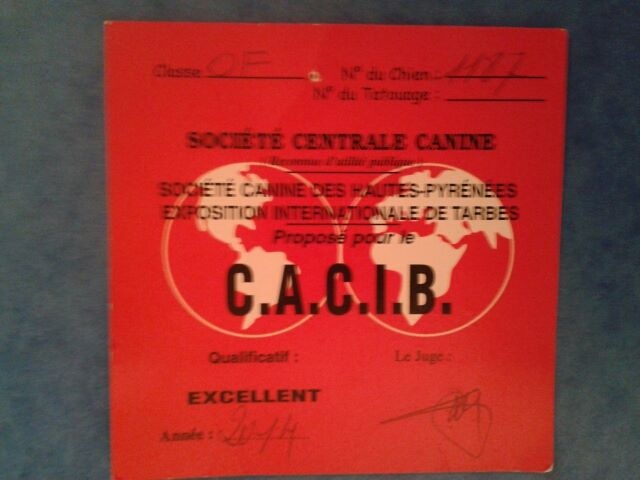 Classe OF N° du Chien : 427
N° du Tatouage :
SOCIÉTÉ CENTRALE CANINE
(Reconnue d'utilité publique)
SOCIÉTÉ CANINE DES HAUTES-PYRÉNÉES
EXPOSITION INTERNATIONALE DE TARBES
Proposé pour le
C.A.C.I.B.
Qualificatif : Le Juge :
EXCELLENT
Année : 2014